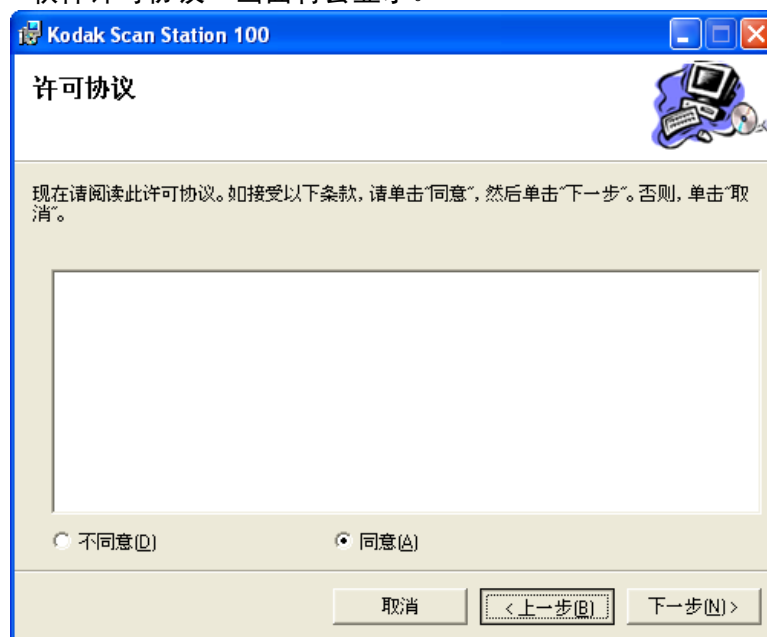 Kodak Scan Station 100
许可协议
现在请阅读此许可协议。如接受以下条款,请单击“同意”,然后单击“下一步”。否则,单击“取
消”。
不同意(D)
同意(A)
取消
< 上一步(B)
下一步(N) >